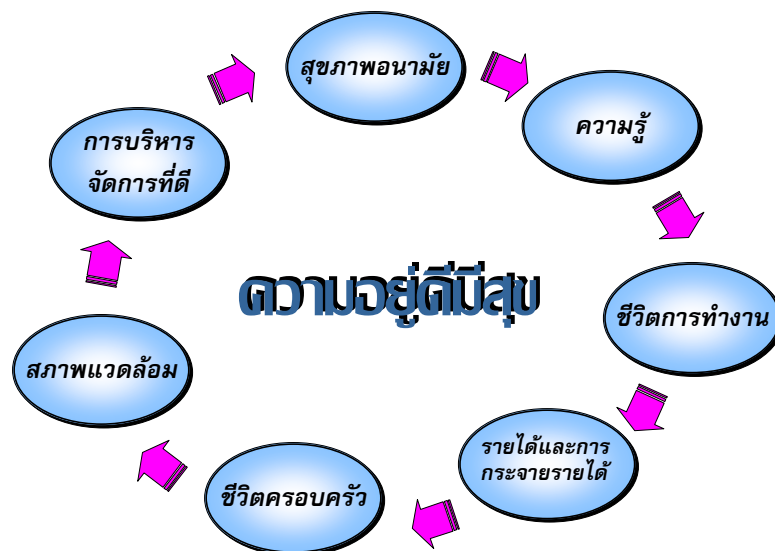 สุขภาพอนามัย
ความรู้
ชีวิตการทำงาน
รายได้และการ
กระจายรายได้
ชีวิตครอบครัว
สภาพแวดล้อม
การบริหาร
จัดการที่ดี
ความอยู่ดีมีสุข